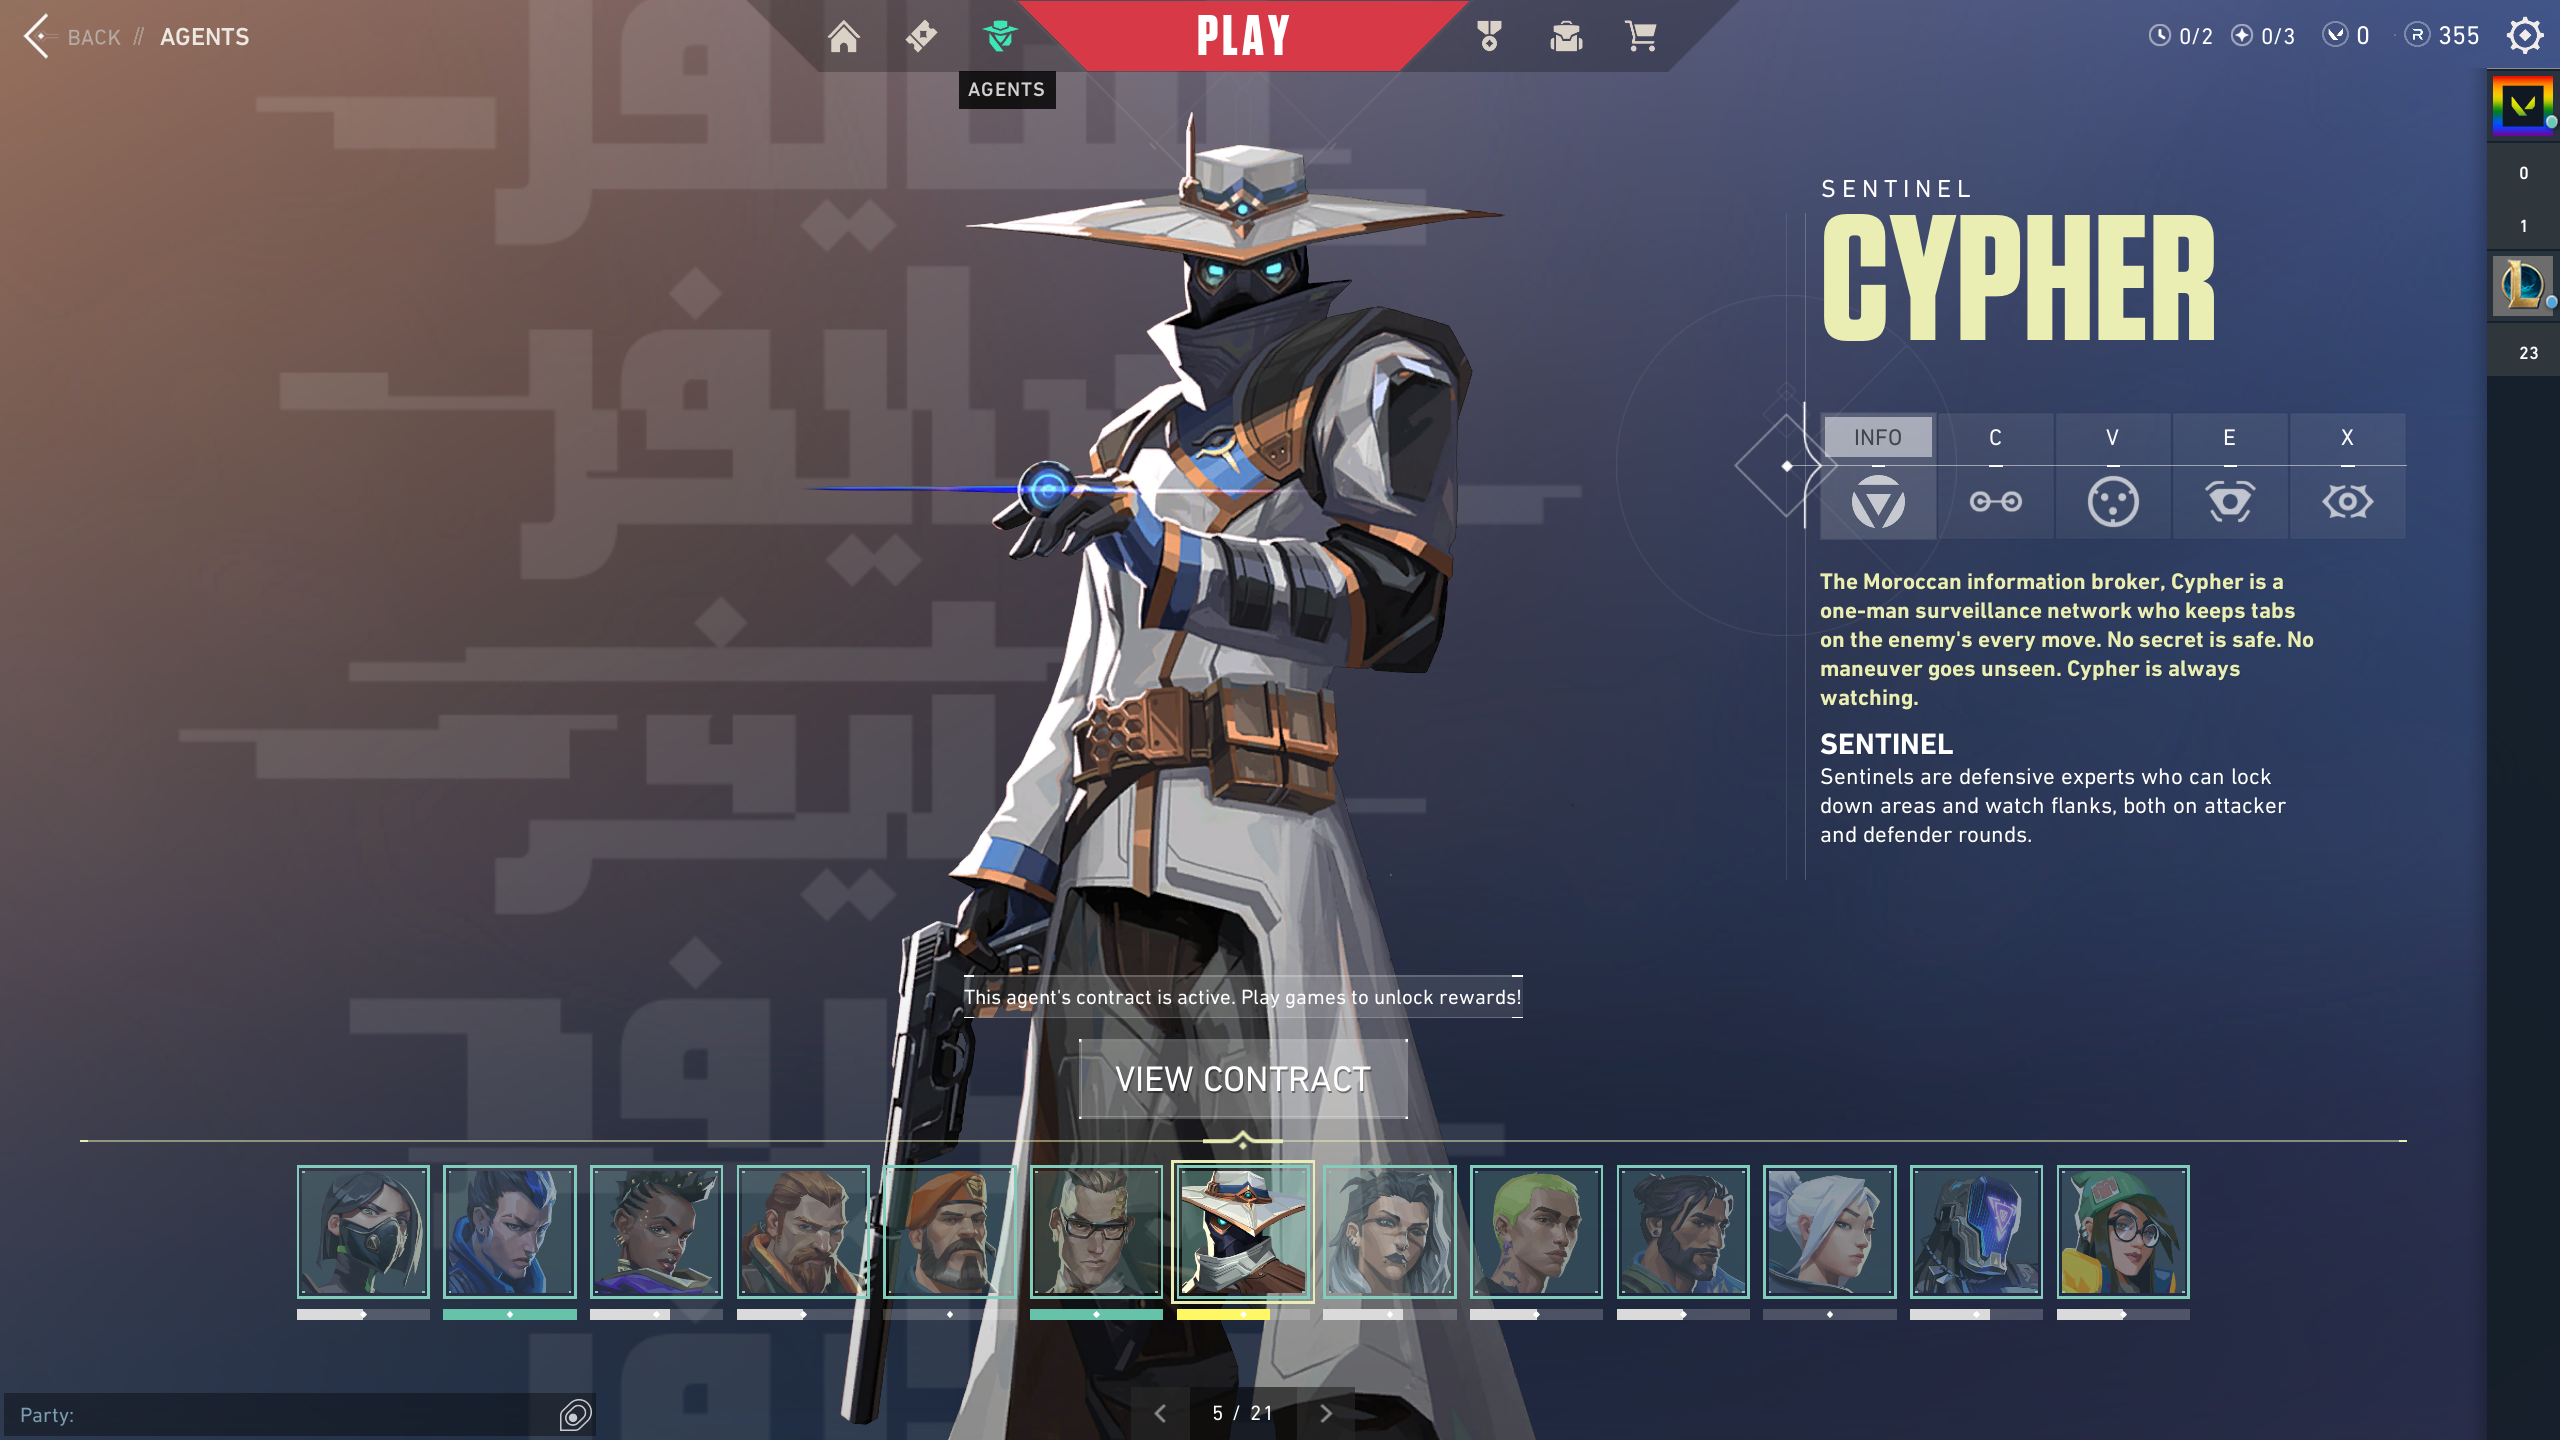 BACK // AGENTS
PLAY
0/2
0/3
0
R 355
AGENTS
0
1
23
SENTINEL
CYPHER
INFO
C
V
E
X
The Moroccan information broker, Cypher is a
one-man surveillance network who keeps tabs
on the enemy's every move. No secret is safe. No
maneuver goes unseen. Cypher is always
watching.
SENTINEL
Sentinels are defensive experts who can lock
down areas and watch flanks, both on attacker
and defender rounds.
سايفر
This agent's contract is active. Play games to unlock rewards!
VIEW CONTRACT
Party:
5 / 21